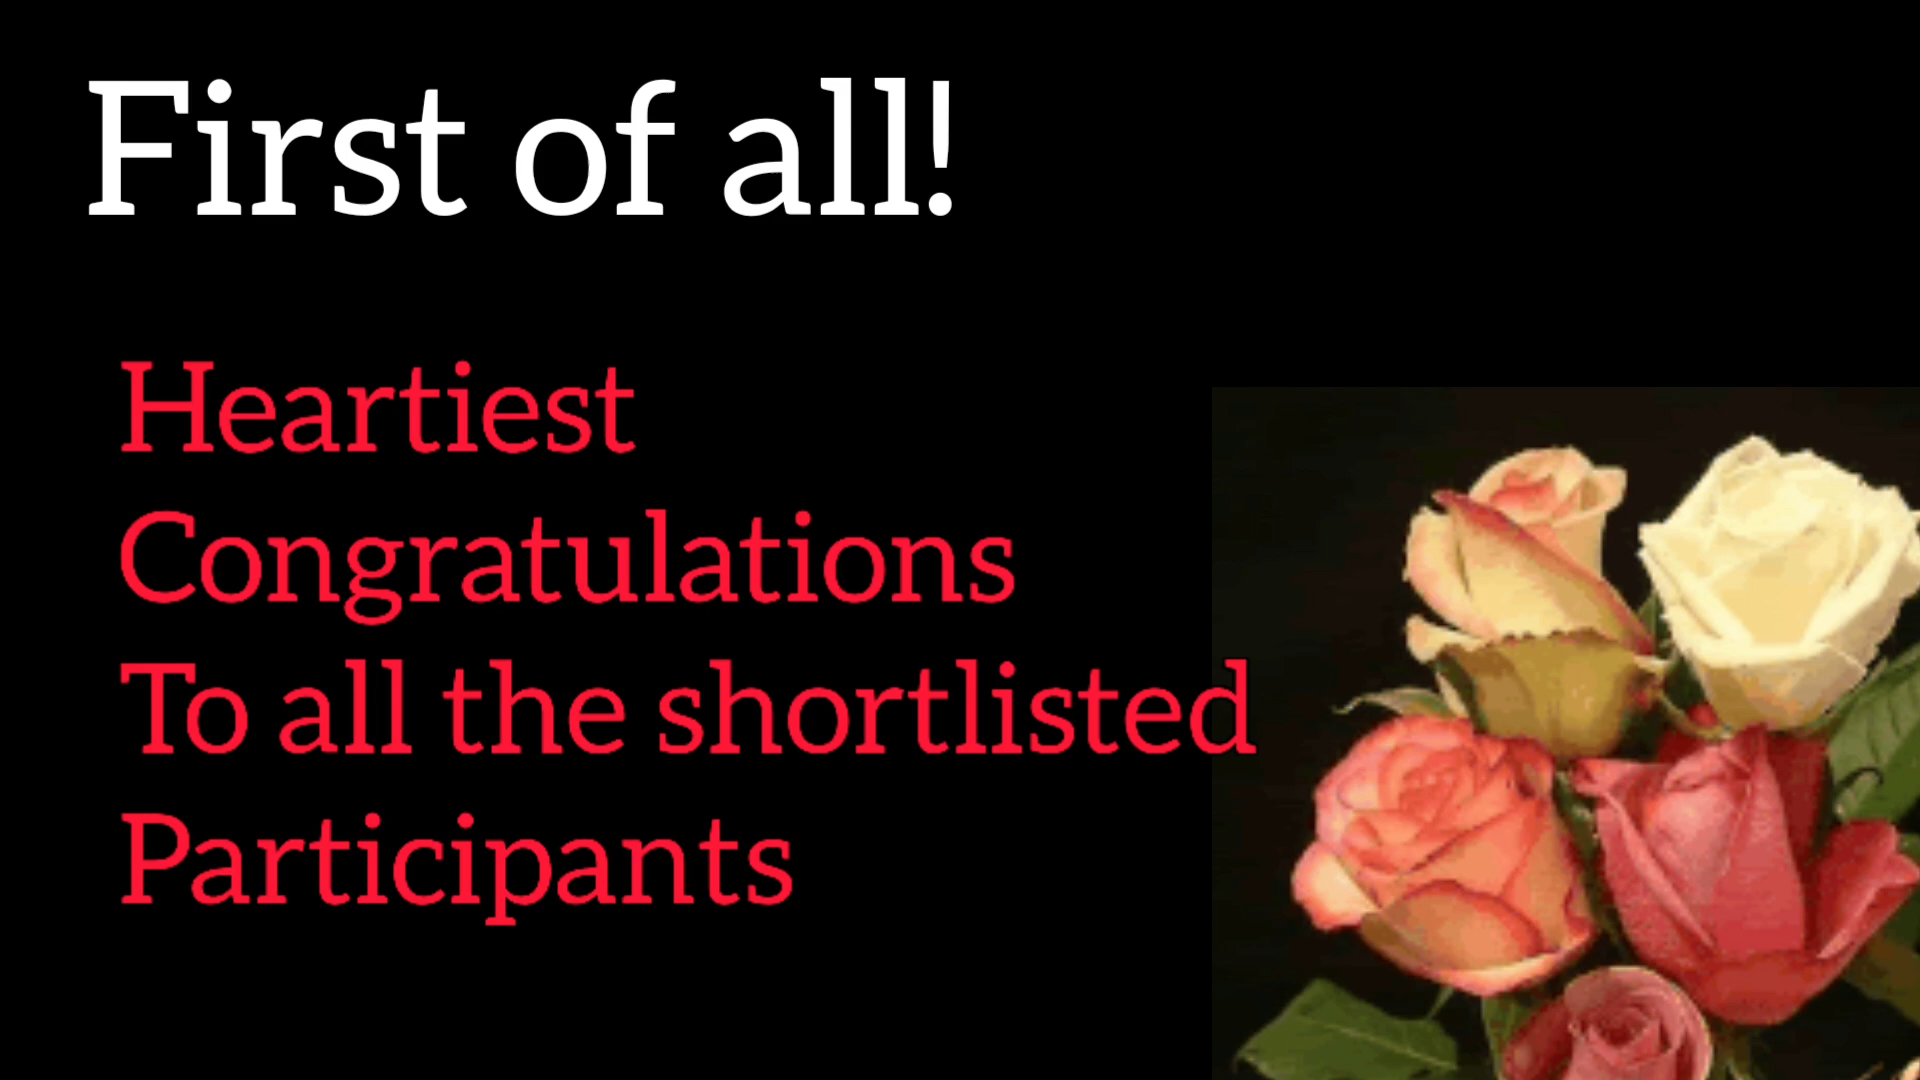 First of all!
Heartiest
Congratulations
To all the shortlisted
Participants